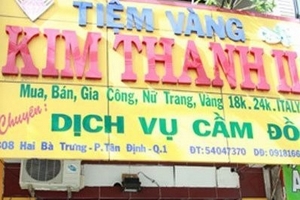 TIỆM VÀNG
KIM THANH II
Mua, Bán, Gia Công, Nữ Trang, Vàng 18k.24k.ITALY
Chuyên:
DỊCH VỤ CẦM ĐỒ
308 Hai Bà Trưng-P.Tân Định-Q.1 ĐT:54047370